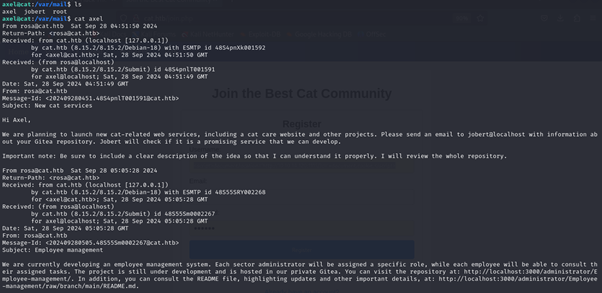 axel@cat:/var/mail$ ls
axel jobert root
axel@cat:/var/mail$ cat axel
From rosa@cat.htb Sat Sep 28 04:51:50 2024
Return-Path: <rosa@cat.htb>
Received: from cat.htb (localhost [127.0.0.1])
by cat.htb (8.15.2/8.15.2/Debian-18) with ESMTP id 48S4pnXk001592
for <axel@cat.htb>; Sat, 28 Sep 2024 04:51:50 GMT
Received: (from rosa@localhost)
by cat.htb (8.15.2/8.15.2/Submit) id 48S4pnlT001591
for axel@localhost; Sat, 28 Sep 2024 04:51:49 GMT
Date: Sat, 28 Sep 2024 04:51:49 GMT
From: rosa@cat.htb
Message-Id: <202409280451.48S4pnlT001591@cat.htb>
Subject: New cat services
Join the Best Cat Community
Hi Axel,
Register
We are planning to launch new cat-related web services, including a cat care website and other projects. Please send an email to jobert@localhost with information ab
out your Gitea repository. Jobert will check if it is a promising service that we can develop.
Important note: Be sure to include a clear description of the idea so that I can understand it properly. I will review the whole repository.
From rosa@cat.htb Sat Sep 28 05:05:28 2024
Return-Path: <rosa@cat.htb>
Received: from cat.htb (localhost [127.0.0.1])
by cat.htb (8.15.2/8.15.2/Debian-18) with ESMTP id 48S55SRY002268
for <axel@cat.htb>; Sat, 28 Sep 2024 05:05:28 GMT
Received: (from rosa@localhost)
by cat.htb (8.15.2/8.15.2/Submit) id 48S55Sm0002267
for axel@localhost; Sat, 28 Sep 2024 05:05:28 GMT
Date: Sat, 28 Sep 2024 05:05:28 GMT
From: rosa@cat.htb
Message-Id: <202409280505.48S55Sm0002267@cat.htb>
Subject: Employee management
We are currently developing an employee management system. Each sector administrator will be assigned a specific role, while each employee will be able to consult th
eir assigned tasks. The project is still under development and is hosted in our private Gitea. You can visit the repository at: http://localhost:3000/administrator/E
mployee-management/. In addition, you can consult the README file, highlighting updates and other important details, at: http://localhost:3000/administrator/Employee
-management/raw/branch/main/README.md.